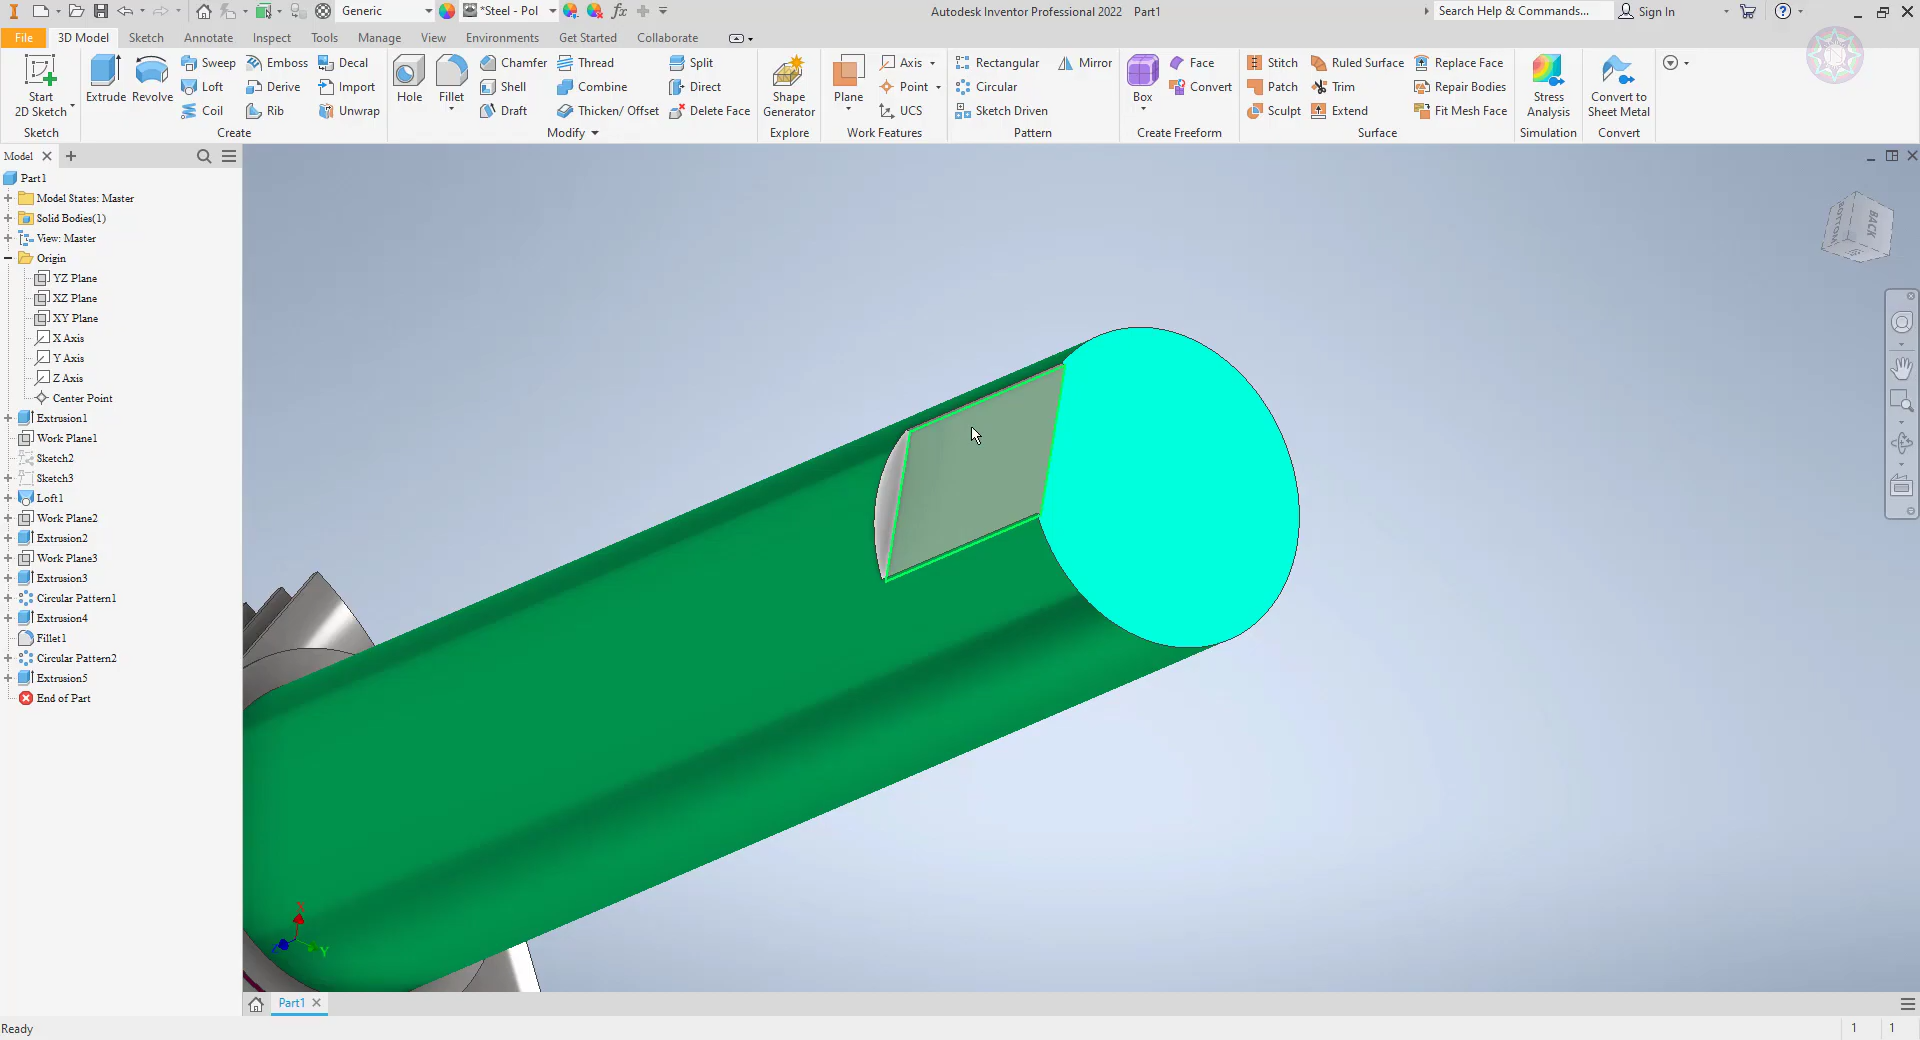 Generic
*Steel - Pol
fx
Autodesk Inventor Professional 2022 Part1
Search Help & Commands...
Sign In
File
3D Model
Sketch
Annotate
Inspect
Tools
Manage
View
Environments
Get Started
Collaborate
Start
2D Sketch
Extrude
Revolve
Sweep
Loft
Coil
Emboss
Derive
Rib
Decal
Import
Unwrap
Hole
Fillet
Chamfer
Shell
Draft
Thread
Combine
Thicken/ Offset
Split
Direct
Delete Face
Shape
Generator
Plane
Axis
Point
UCS
Rectangular
Circular
Sketch Driven
Mirror
Box
Face
Convert
Stitch
Patch
Sculpt
Ruled Surface
Trim
Extend
Replace Face
Repair Bodies
Fit Mesh Face
Stress
Analysis
Convert to
Sheet Metal
Sketch
Create
Modify
Explore
Work Features
Pattern
Create Freeform
Surface
Simulation
Convert
Model
Part1
Model States: Master
Solid Bodies(1)
View: Master
Origin
YZ Plane
XZ Plane
XY Plane
X Axis
Y Axis
Z Axis
Center Point
Extrusion1
Work Plane1
Sketch2
Sketch3
Loft1
Work Plane2
Extrusion2
Work Plane3
Extrusion3
Circular Pattern1
Extrusion4
Fillet1
Circular Pattern2
Extrusion5
End of Part
BOTTOM
BACK
X
Y
Z
Part1
Ready
1
1